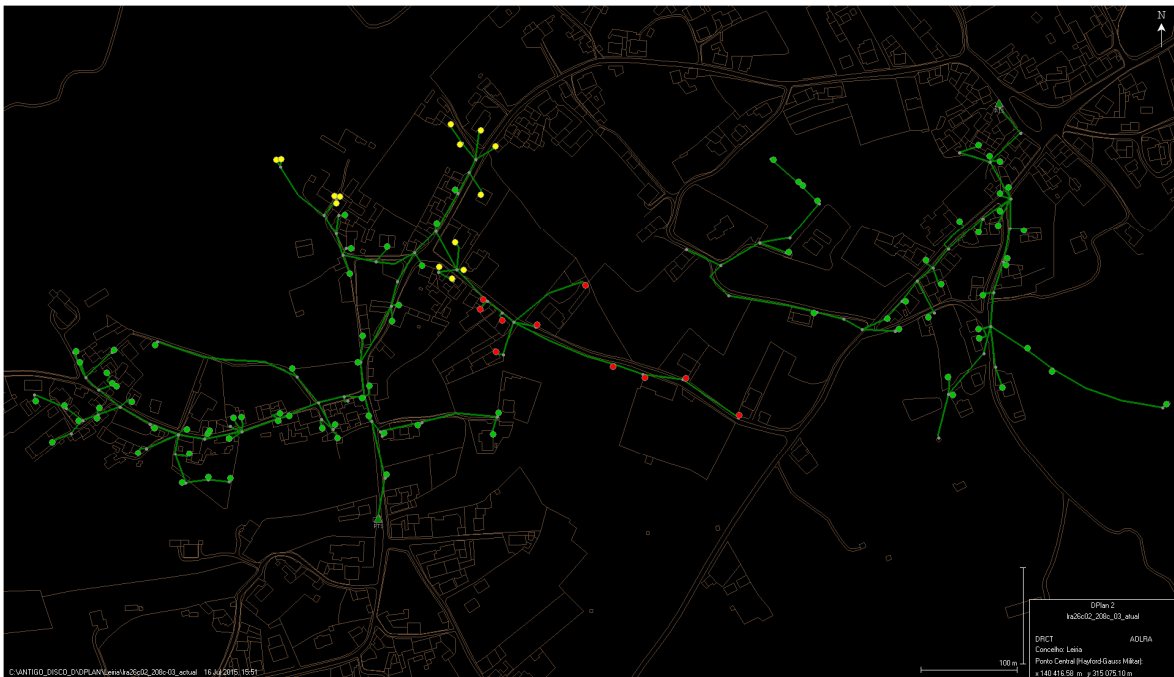 N
PT1
100 m
DPlan 2
lra26c02_208c_03_atual
DRCT AOLRA
Concelho: Leiria
Ponto Central (Hayford-Gauss Militar):
x 140 416.58 m y 315 075.10 m
C:\ANTIGO_DISCO_D\DPLAN\Leiria\lra26c02_208c-03_actual 16 Jul 2015, 15:51